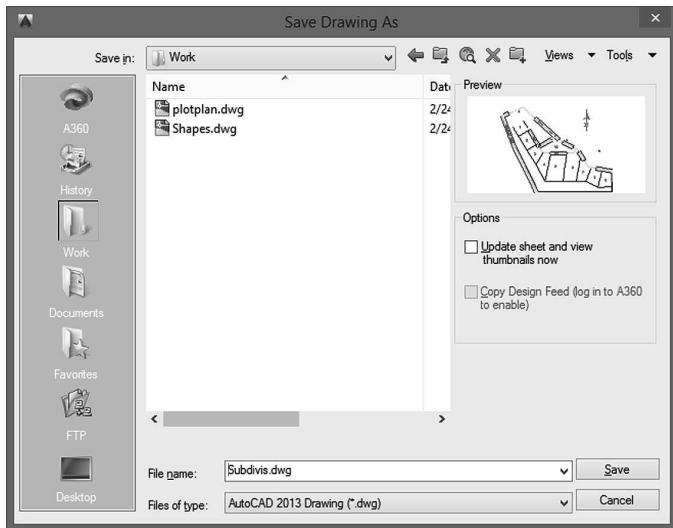 Save Drawing As
Save in:
Work
Views
Tools
A360
History
Work
Documents
Favorites
FTP
Desktop
Name
plotplan.dwg
2/24
Shapes.dwg
2/24
Preview
Options
Update sheet and view
thumbnails now
Copy Design Feed (log in to A360
to enable)
File name:
Subdivis.dwg
Save
Files of type:
AutoCAD 2013 Drawing (*.dwg)
Cancel